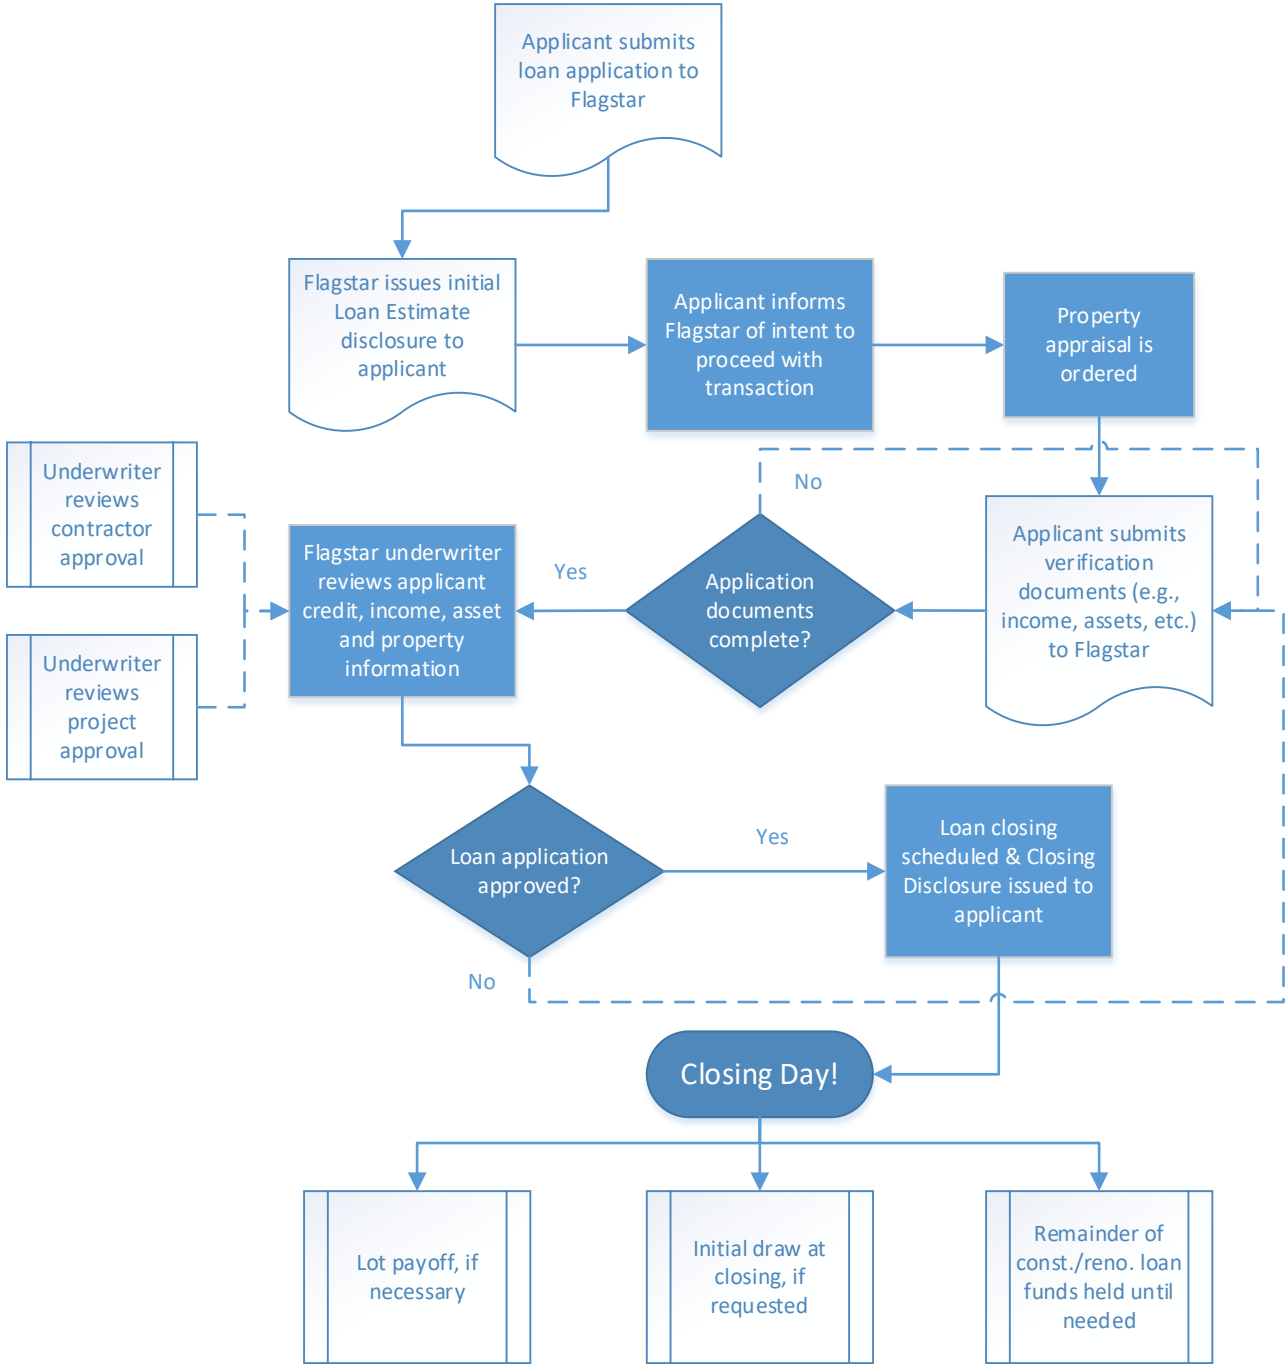 Applicant submits
loan application to
Flagstar
Flagstar issues initial
Loan Estimate
disclosure to
applicant
Applicant informs
Flagstar of intent to
proceed with
transaction
Property
appraisal is
ordered
Underwriter
reviews
contractor
approval
Underwriter
reviews
project
approval
Flagstar underwriter
reviews applicant
credit, income, asset
and property
information
Yes
Application
documents
complete?
No
Applicant submits
verification
documents (e.g.,
income, assets, etc.)
to Flagstar
Loan application
approved?
Yes
No
Loan closing
scheduled & Closing
Disclosure issued to
applicant
Closing Day!
Lot payoff, if
necessary
Initial draw at
closing, if
requested
Remainder of
const./reno. loan
funds held until
needed